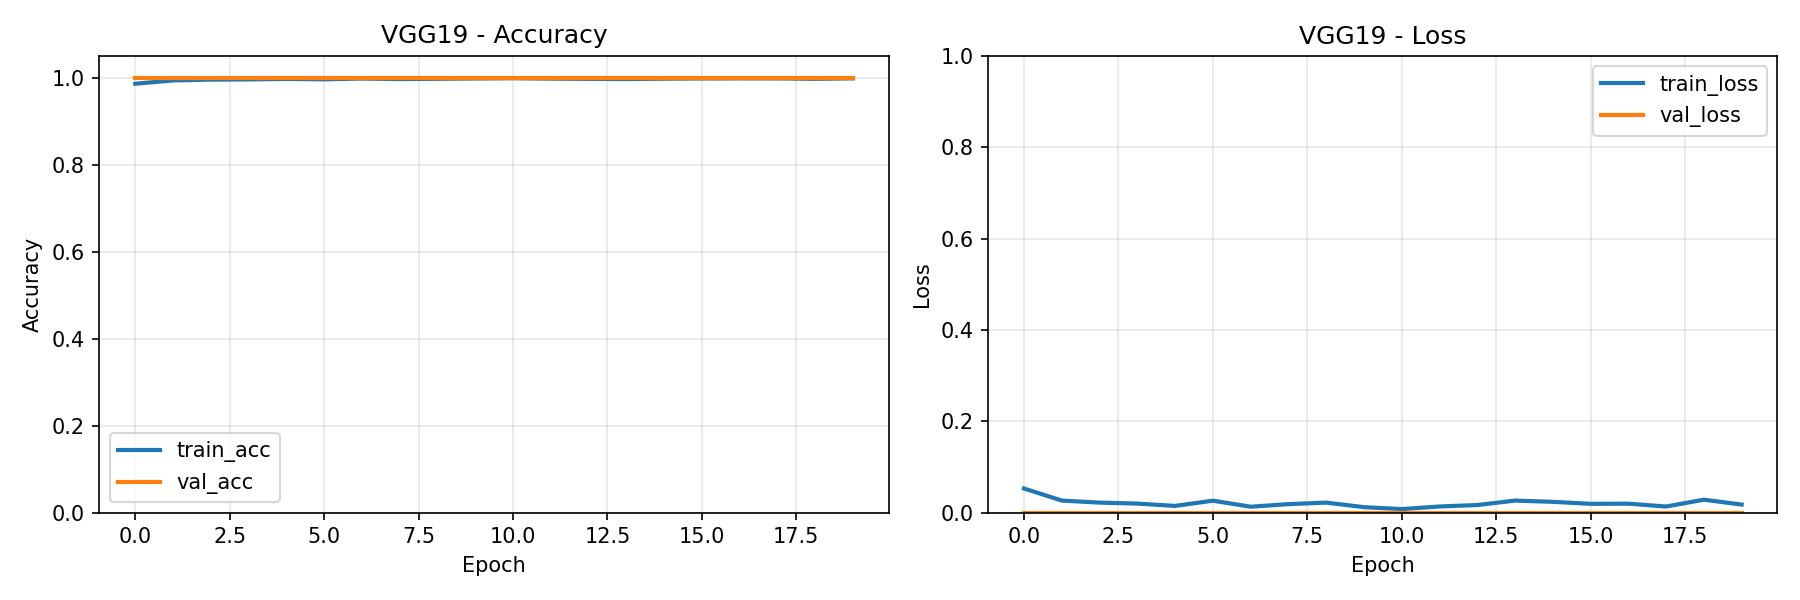 VGG19 - Accuracy
1.0
0.8
0.6
0.4
0.2
0.0
Accuracy
train_acc
val_acc
0.0 2.5 5.0 7.5 10.0 12.5 15.0 17.5
Epoch
VGG19 - Loss
1.0
0.8
0.6
0.4
0.2
0.0
Loss
train_loss
val_loss
0.0 2.5 5.0 7.5 10.0 12.5 15.0 17.5
Epoch